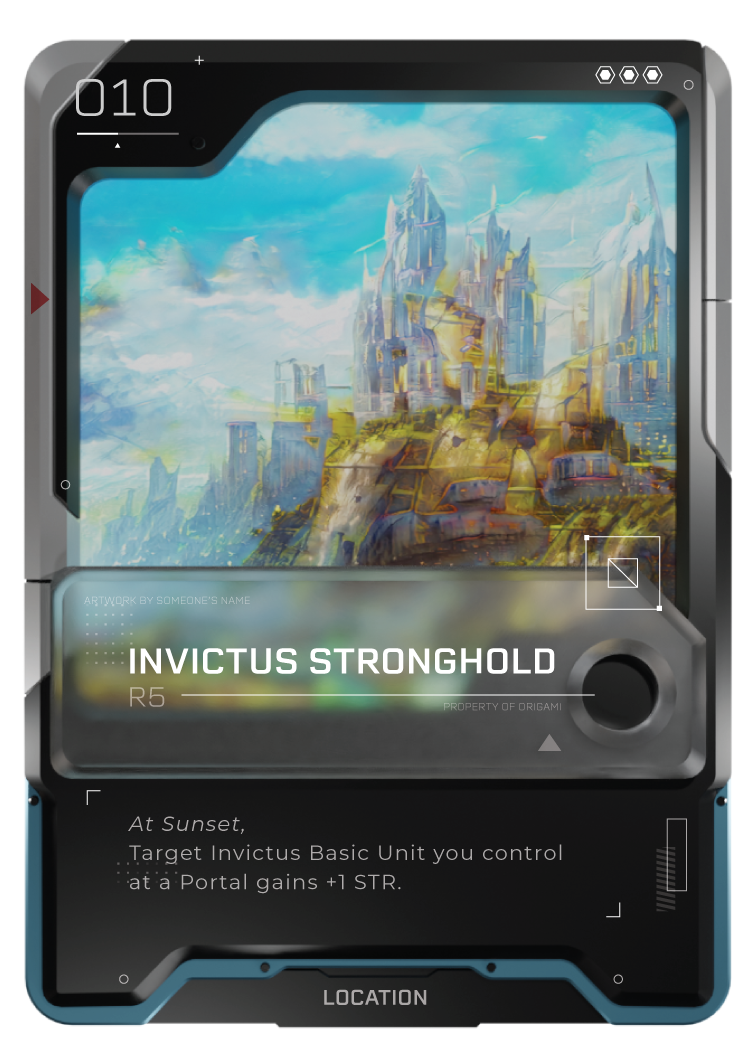 010
ARTWORK BY SOMEONE'S NAME
INVICTUS STRONGHOLD
R5
PROPERTY OF ORIGAMI
At Sunset,
Target Invictus Basic Unit you control
at a Portal gains +1 STR.
LOCATION